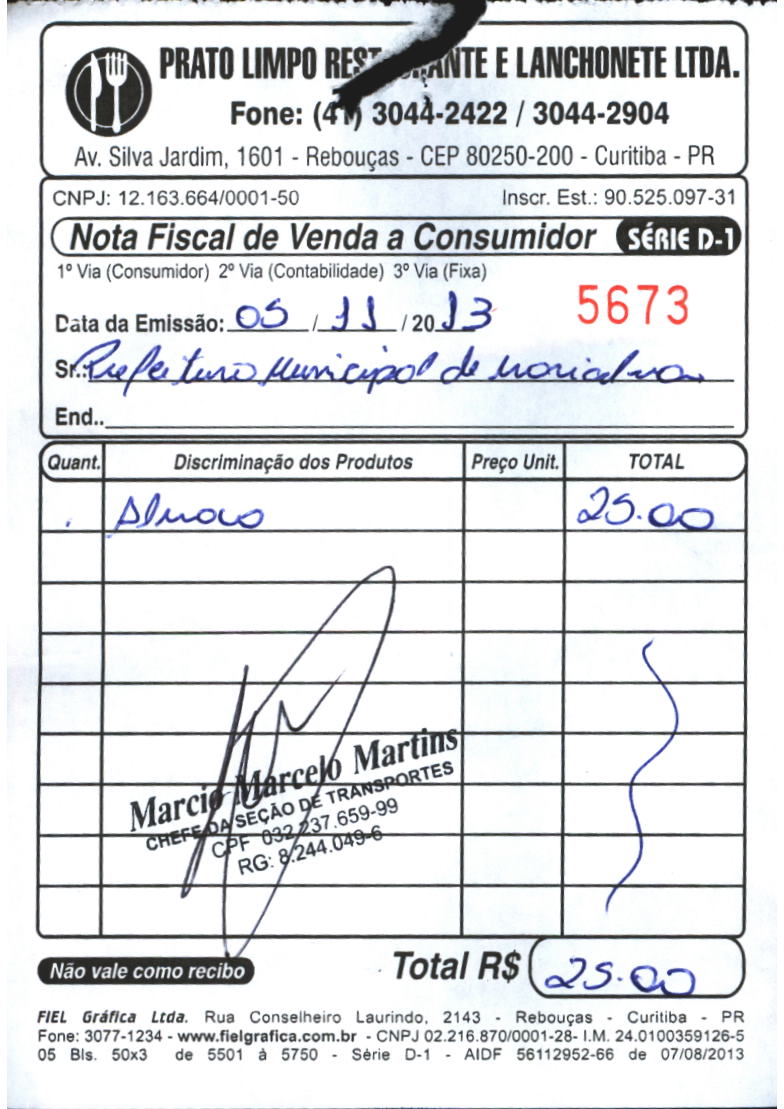 PRATO LIMPO RESTAURANTE E LANCHONETE LTDA.
Fone: (41) 3044-2422 / 3044-2904
Av. Silva Jardim, 1601 - Rebouças - CEP 80250-200 - Curitiba - PR
CNPJ: 12.163.664/0001-50 Inscr. Est.: 90.525.097-31
Nota Fiscal de Venda a Consumidor SÉRIE D-1
1º Via (Consumidor) 2º Via (Contabilidade) 3º Via (Fixa)
5673
Data da Emissão: 05 / 11 / 20 13
Sr.: Prefeitura Municipal de
End..
Quant. Discriminação dos Produtos Preço Unit. TOTAL
Almoço 25.00
Marcio Marcelo Martins
CHEFE DA SEÇÃO DE TRANSPORTES
CPF 032.237.659-99
RG: 8.244.049-6
Não vale como recibo Total R$ 25.00
FIEL Gráfica Ltda. Rua Conselheiro Laurindo, 2143 - Rebouças - Curitiba - PR
Fone: 3077-1234 - www.fielgrafica.com.br - CNPJ 02.216.870/0001-28- I.M. 24.0100359126-5
05 Bls. 50x3 de 5501 à 5750 - Série D-1 - AIDF 56112952-66 de 07/08/2013